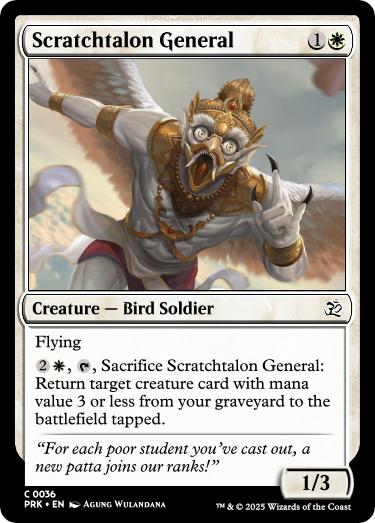 Scratchtalon General 1
Creature — Bird Soldier
Flying
2, , Sacrifice Scratchtalon General:
Return target creature card with mana
value 3 or less from your graveyard to the
battlefield tapped.
“For each poor student you’ve cast out, a
new patta joins our ranks!”
1/3
C 0036
PRK • EN Agung Wulandana
™ & © 2025 Wizards of the Coast